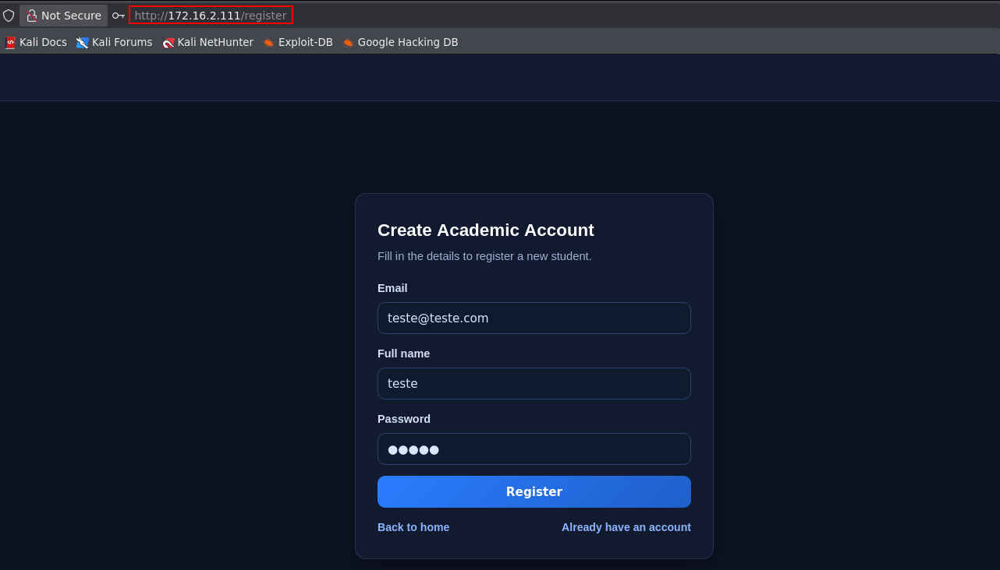 Not Secure http://172.16.2.111/register
Kali Docs Kali Forums Kali NetHunter Exploit-DB Google Hacking DB
Create Academic Account
Fill in the details to register a new student.
Email
teste@teste.com
Full name
teste
Password
●●●●●
Register
Back to home Already have an account